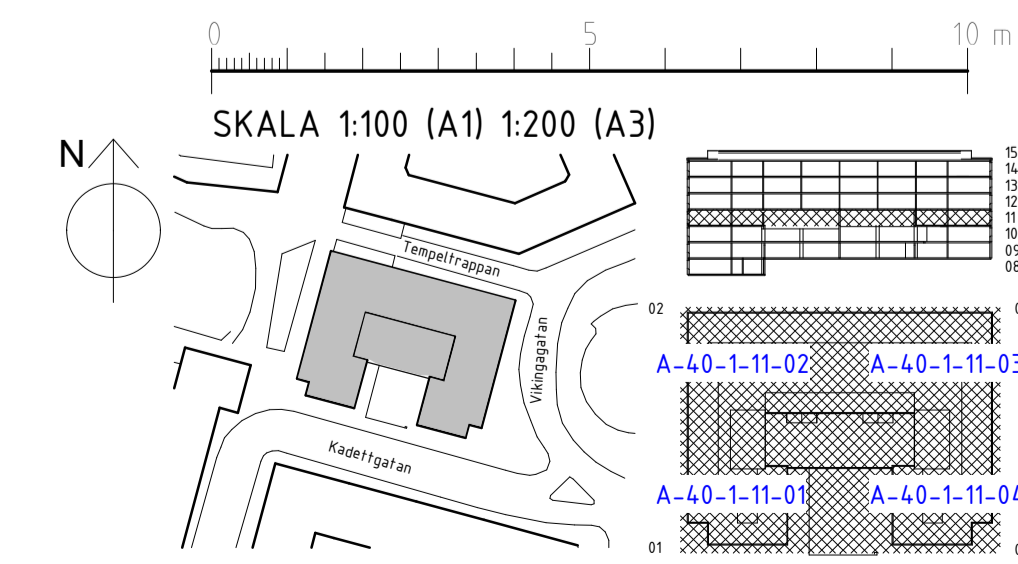 0 5 10 m
SKALA 1:100 (A1) 1:200 (A3)
N
15
14
13
12
11
10
09
08
Tempeltrappan
Vikingagatan
Kadettgatan
02
A-40-1-11-02 A-40-1-11-03
A-40-1-11-01 A-40-1-11-04
01